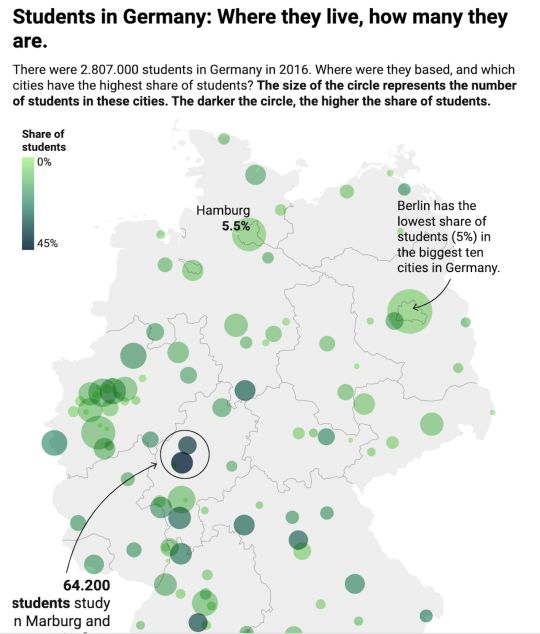 Students in Germany: Where they live, how many they
are.
There were 2.807.000 students in Germany in 2016. Where were they based, and which
cities have the highest share of students? The size of the circle represents the number
of students in these cities. The darker the circle, the higher the share of students.
Share of
students
0%
45%
Hamburg
5.5%
Berlin has the
lowest share of
students (5%) in
the biggest ten
cities in Germany.
64.200
students study
n Marburg and